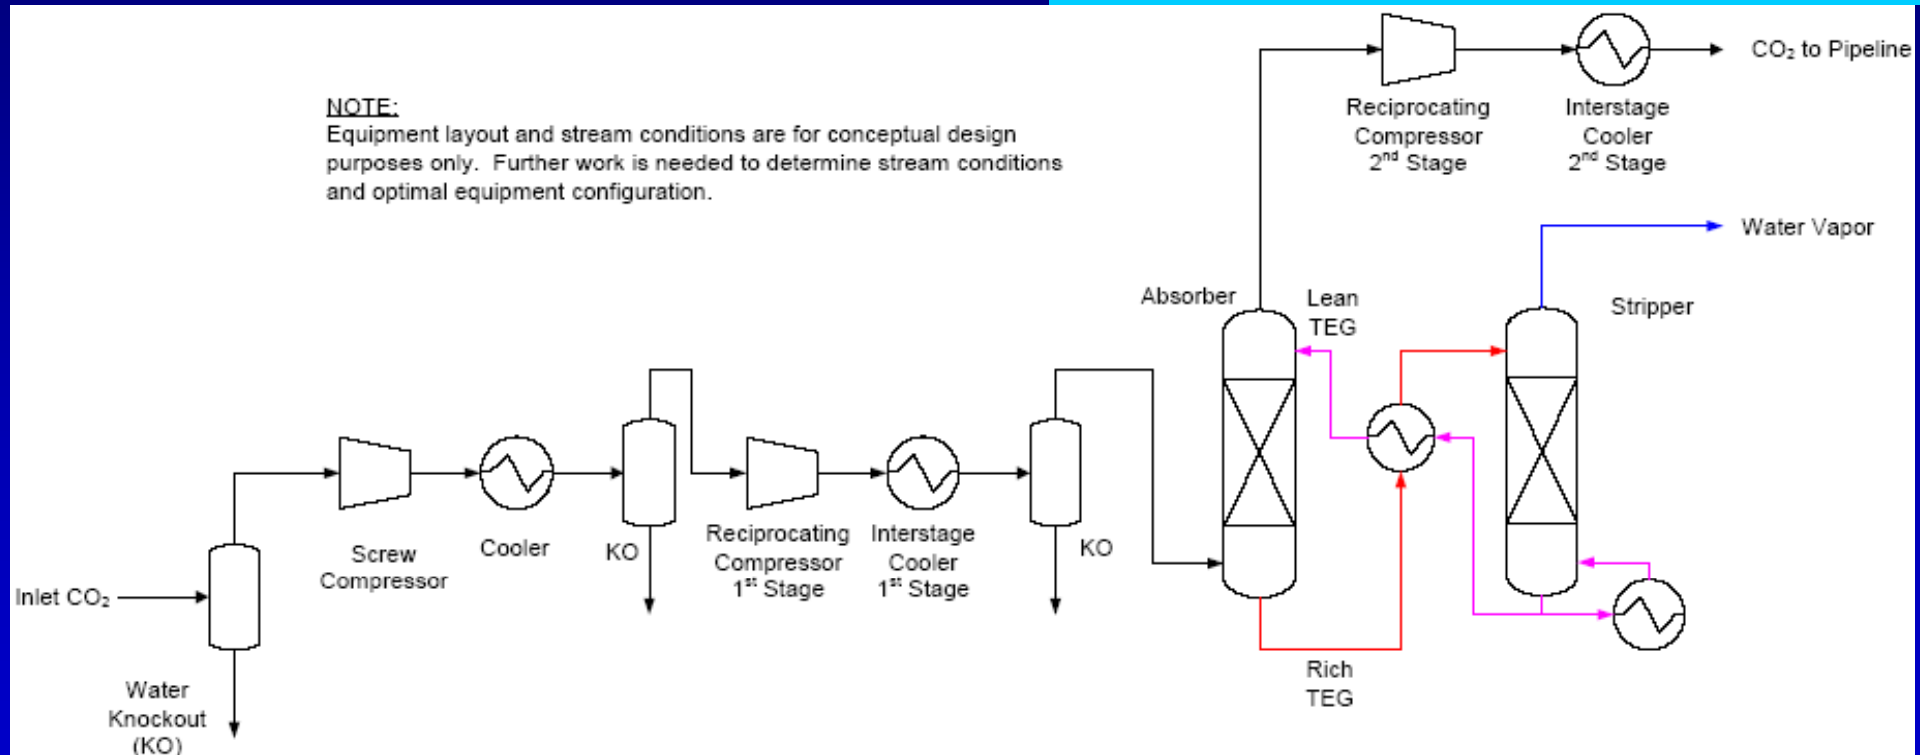 NOTE:
Equipment layout and stream conditions are for conceptual design
purposes only.  Further work is needed to determine stream conditions
and optimal equipment configuration.
Reciprocating
Compressor
2nd Stage
Interstage
Cooler
2nd Stage
CO₂ to Pipeline
Water Vapor
Absorber
Lean
TEG
Stripper
Inlet CO₂
Water
Knockout
(KO)
Screw
Compressor
Cooler
KO
Reciprocating
Compressor
1st Stage
Interstage
Cooler
1st Stage
KO
Rich
TEG